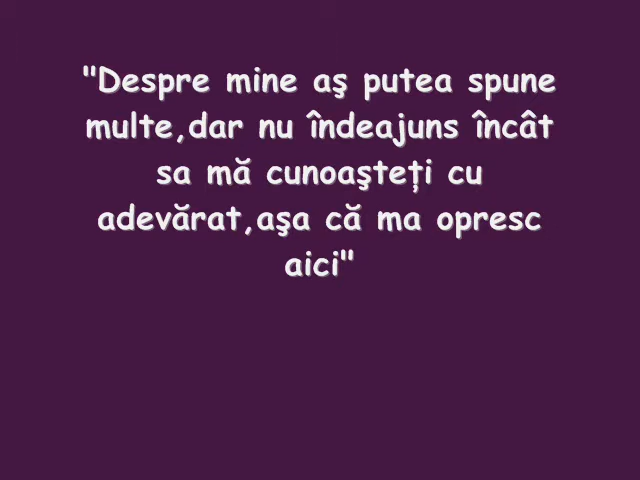 "Despre mine aş putea spune
multe,dar nu îndeajuns încât
sa mă cunoaşteţi cu
adevărat,aşa că ma opresc
aici"